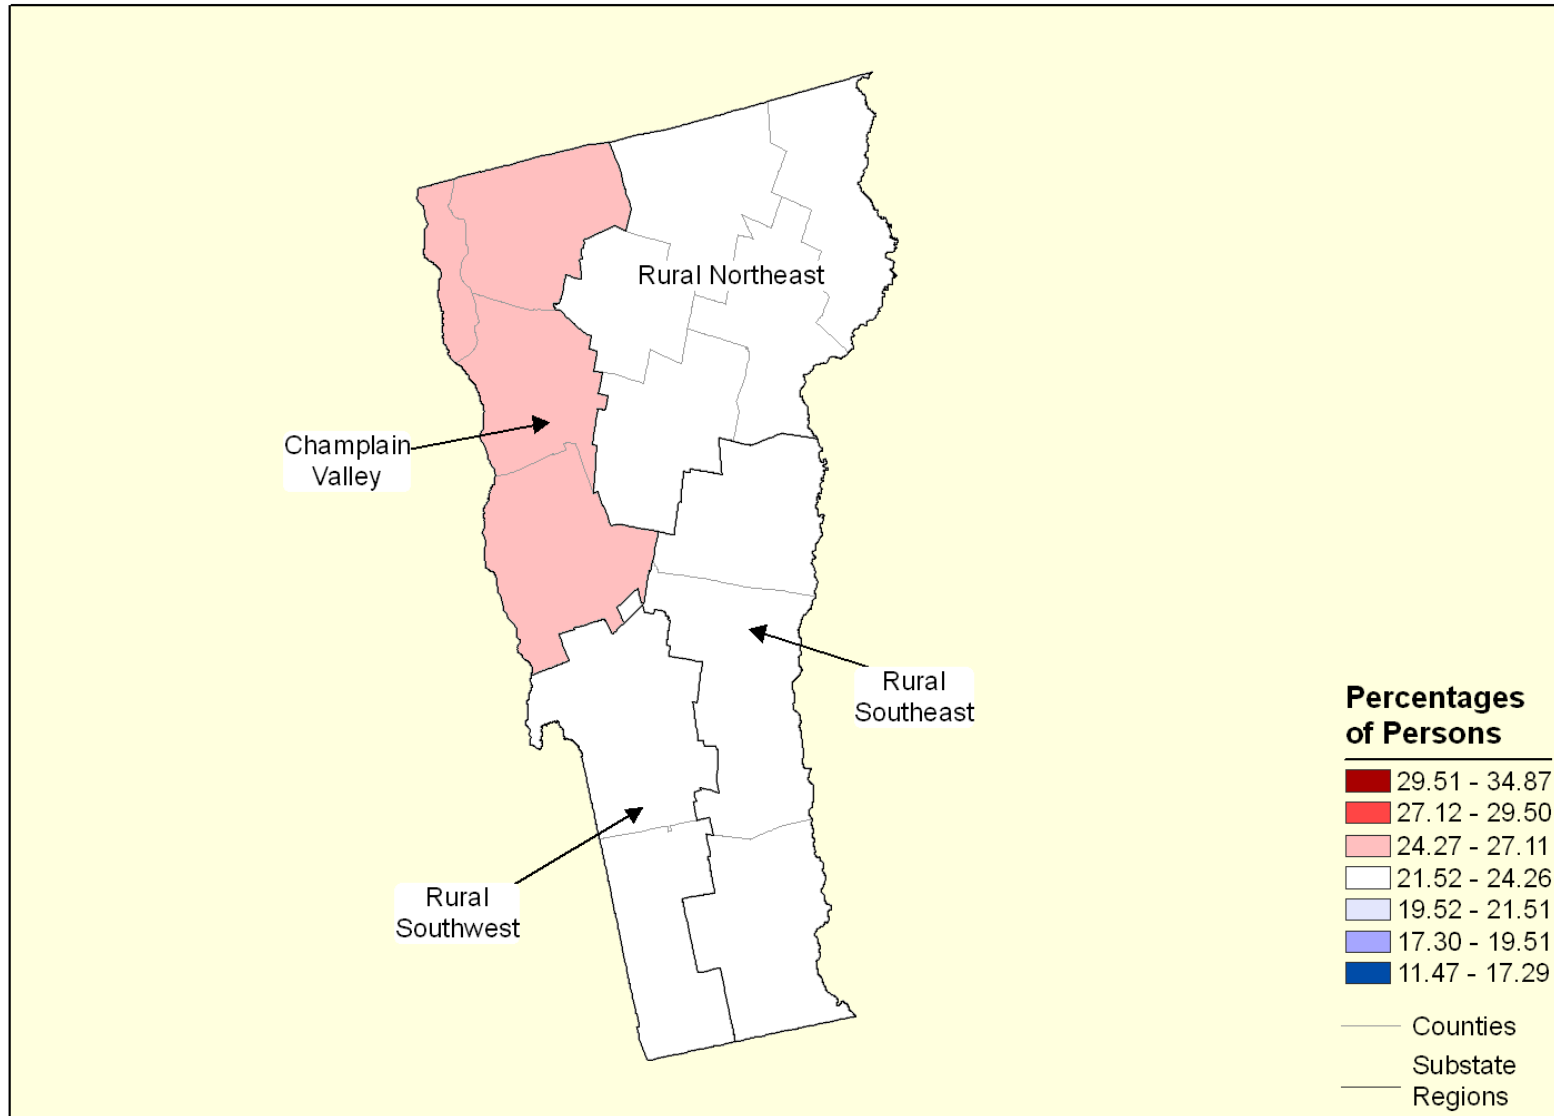 Rural Northeast
Champlain
Valley
Rural
Southeast
Rural
Southwest
Percentages
of Persons
29.51 - 34.87
27.12 - 29.50
24.27 - 27.11
21.52 - 24.26
19.52 - 21.51
17.30 - 19.51
11.47 - 17.29
Counties
Substate
Regions